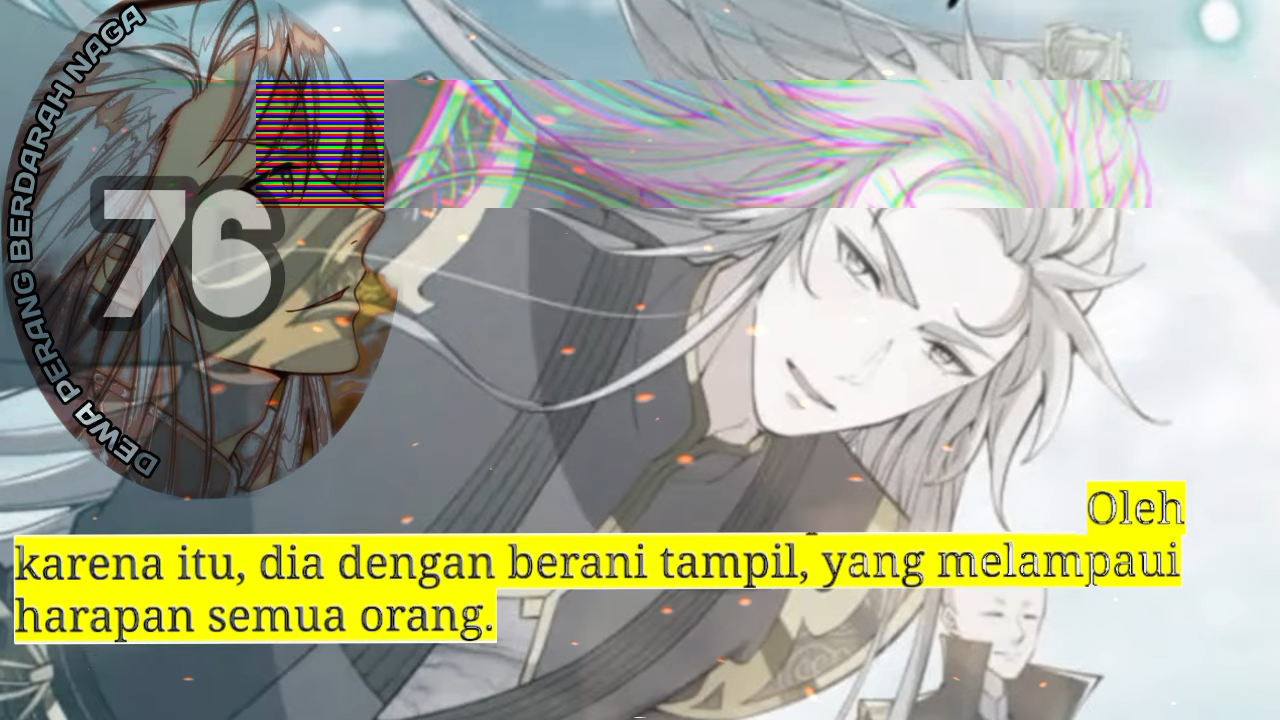 DEWA PERANG BERDARAH NAGA
76
Oleh
karena itu, dia dengan berani tampil, yang melampaui
harapan semua orang.